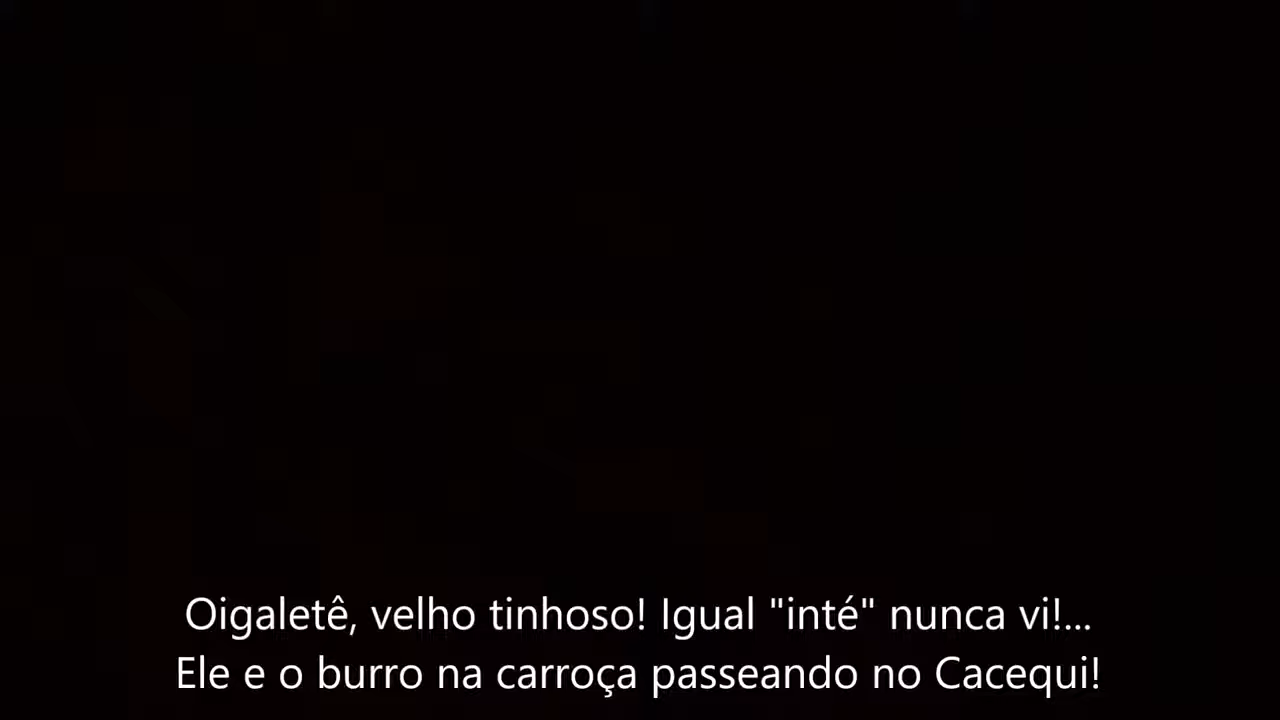 Oigaletê, velho tinhoso! Igual "inté" nunca vi!...
Ele e o burro na carroça passeando no Cacequi!